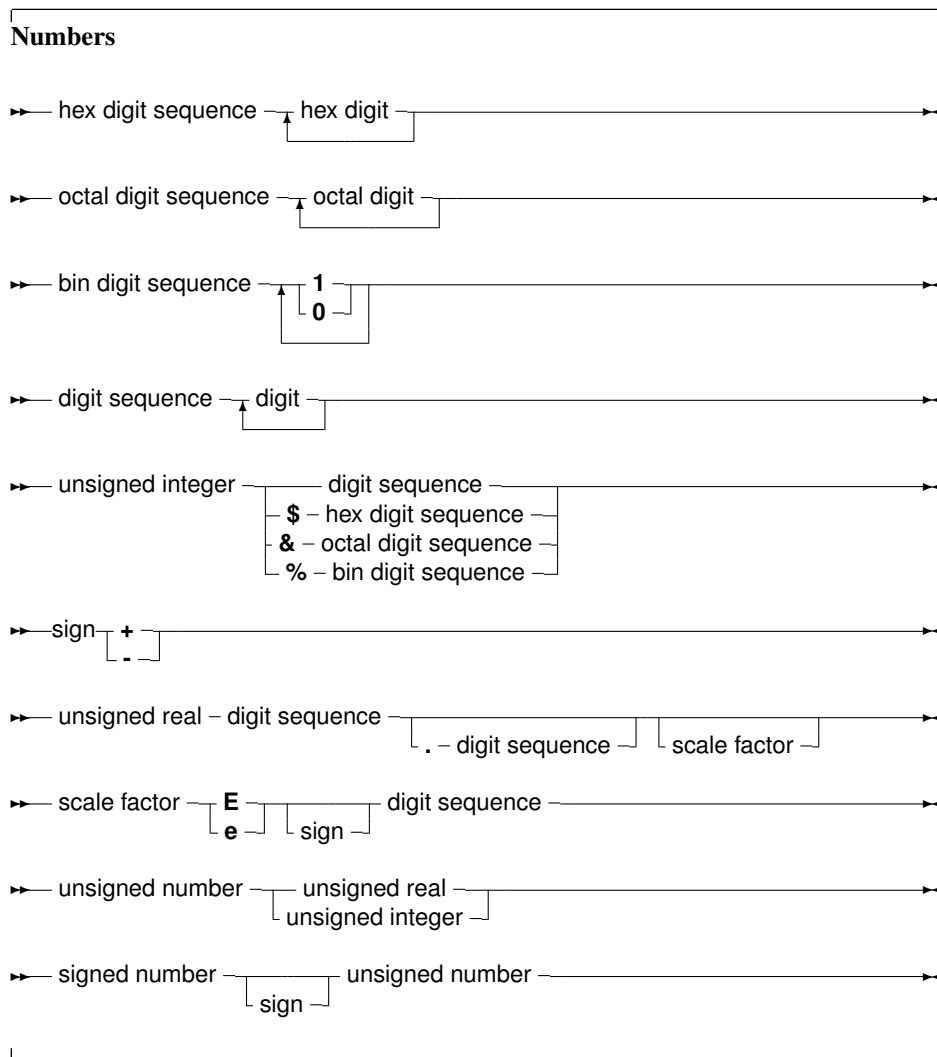 Numbers
hex digit sequence hex digit
octal digit sequence octal digit
bin digit sequence 1
0
digit sequence digit
unsigned integer digit sequence
$ hex digit sequence
& octal digit sequence
% bin digit sequence
sign +
-
unsigned real digit sequence
. digit sequence scale factor
scale factor E digit sequence
e sign
unsigned number unsigned real
unsigned integer
signed number unsigned number
sign